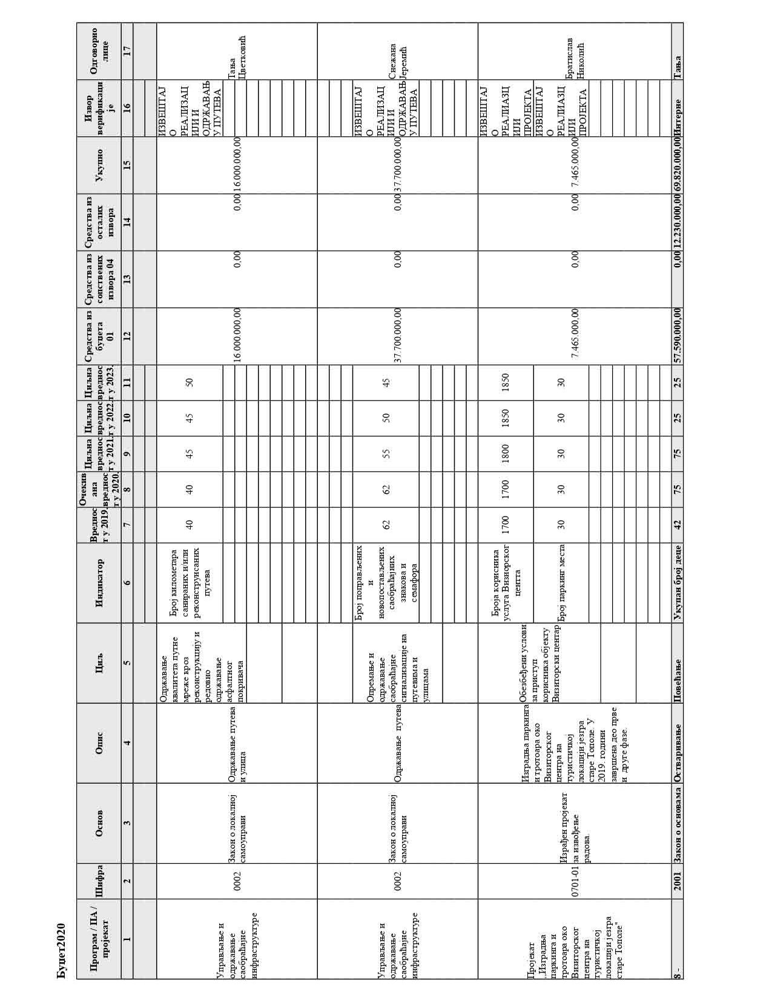 Буџет2020
Програм / ПА /
пројекат
Шифра
Основ
Опис
Циљ
Индикатор
Вреднос
т у 2019.
Очекив
ана
вреднос
т у 2020.
Циљна
вреднос
т у 2021.
Циљна
вреднос
т у 2022.
Циљна
вреднос
т у 2023.
Средства из
буџета
01
Средства из
сопствених
извора 04
Средства из
осталих
извора
Укупно
Извор
верификаци
је
Одговорно
лице
1 2 3 4 5 6 7 8 9 10 11 12 13 14 15 16 17
Управљање и
одржавање
саобраћајне
инфраструктуре
0002
Закон о локалној
самоуправи
Одржавање путева
и улица
Одржавање
квалитета путне
мреже кроз
реконструкцију и
редовно
одржавање
асфалтног
покривача
Број километара
санираних и/или
реконструисаних
путева
40 40 45 45 50
16.000.000,00 0,00 0,00 16.000.000,00
ИЗВЕШТАЈ
О
РЕАЛИЗАЦ
ИЈИ И
ОДРЖАВАЊ
У ПУТЕВА
Тања
Цветковић
Управљање и
одржавање
саобраћајне
инфраструктуре
0002
Закон о локалној
самоуправи
Одржавање путева
Опремање и
одржавање
саобраћајне
сигнализације на
путевима и
улицама
Број поправљених
и
новопостављених
саобраћајних
знакова и
семафора
62 62 55 50 45
37.700.000,00 0,00 0,00 37.700.000,00
ИЗВЕШТАЈ
О
РЕАЛИЗАЦ
ИЈИ И
ОДРЖАВАЊ
У ПУТЕВА
Снежана
Јеремић
Пројекат
,,Изградња
паркинга и
тротоара око
Визиторског
центра на
туристичкој
локацији језгра
старе Тополе"
0701-01
Израђен пројекат
за извођење
радова.
Изградња паркинга
и тротоара око
Визиторског
центра на
туристичкој
локацији језгра
старе Тополе. У
2019. години
завршена део прве
и друге фазе.
Обезбеђени услови
за приступ
корисника објекту
Визиторски центар
Броја корисника
услуга Визиорског
центта
1700 1700 1800 1850 1850
Број паркинг места
30 30 30 30 30
7.465.000,00 0,00 0,00 7.465.000,00
ИЗВЕШТАЈ
О
РЕАЛИАЗЦ
ИЈИ
ПРОЈЕКТА
ИЗВЕШТАЈ
О
РЕАЛИАЗЦ
ИЈИ
ПРОЈЕКТА
Братислав
Николић
8 - 2001 Закон о основама Остваривање Повећање Укупан број деце 42 75 75 25 25 57.590.000,00 0,00 12.230.000,00 69.820.000,00 Интерне Тања